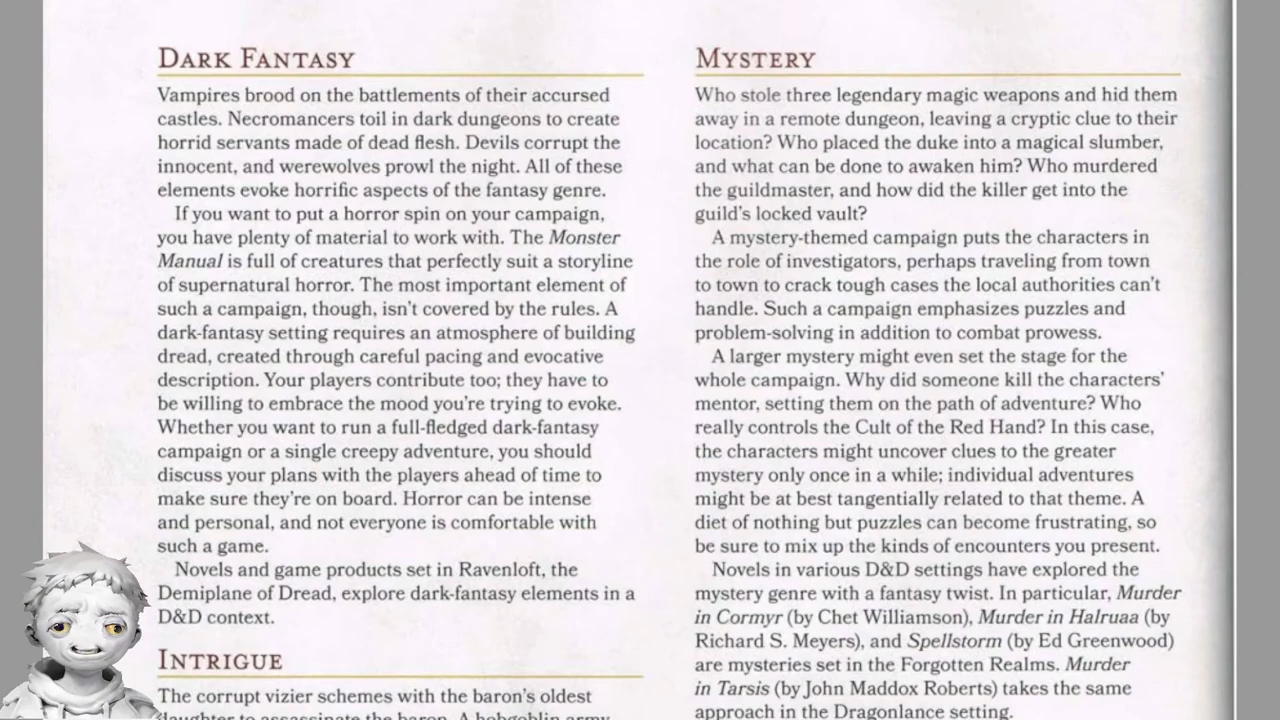 DARK FANTASY
Vampires brood on the battlements of their accursed
castles. Necromancers toil in dark dungeons to create
horrid servants made of dead flesh. Devils corrupt the
innocent, and werewolves prowl the night. All of these
elements evoke horrific aspects of the fantasy genre.
If you want to put a horror spin on your campaign,
you have plenty of material to work with. The Monster
Manual is full of creatures that perfectly suit a storyline
of supernatural horror. The most important element of
such a campaign, though, isn't covered by the rules. A
dark-fantasy setting requires an atmosphere of building
dread, created through careful pacing and evocative
description. Your players contribute too; they have to
be willing to embrace the mood you're trying to evoke.
Whether you want to run a full-fledged dark-fantasy
campaign or a single creepy adventure, you should
discuss your plans with the players ahead of time to
make sure they're on board. Horror can be intense
and personal, and not everyone is comfortable with
such a game.
Novels and game products set in Ravenloft, the
Demiplane of Dread, explore dark-fantasy elements in a
D&D context.
INTRIGUE
The corrupt vizier schemes with the baron's oldest
daughter to assassinate the baron. A hobgoblin army
MYSTERY
Who stole three legendary magic weapons and hid them
away in a remote dungeon, leaving a cryptic clue to their
location? Who placed the duke into a magical slumber,
and what can be done to awaken him? Who murdered
the guildmaster, and how did the killer get into the
guild's locked vault?
A mystery-themed campaign puts the characters in
the role of investigators, perhaps traveling from town
to town to crack tough cases the local authorities can't
handle. Such a campaign emphasizes puzzles and
problem-solving in addition to combat prowess.
A larger mystery might even set the stage for the
whole campaign. Why did someone kill the characters'
mentor, setting them on the path of adventure? Who
really controls the Cult of the Red Hand? In this case,
the characters might uncover clues to the greater
mystery only once in a while; individual adventures
might be at best tangentially related to that theme. A
diet of nothing but puzzles can become frustrating, so
be sure to mix up the kinds of encounters you present.
Novels in various D&D settings have explored the
mystery genre with a fantasy twist. In particular, Murder
in Cormyr (by Chet Williamson), Murder in Halruaa (by
Richard S. Meyers), and Spellstorm (by Ed Greenwood)
are mysteries set in the Forgotten Realms. Murder
in Tarsis (by John Maddox Roberts) takes the same
approach in the Dragonlance setting.